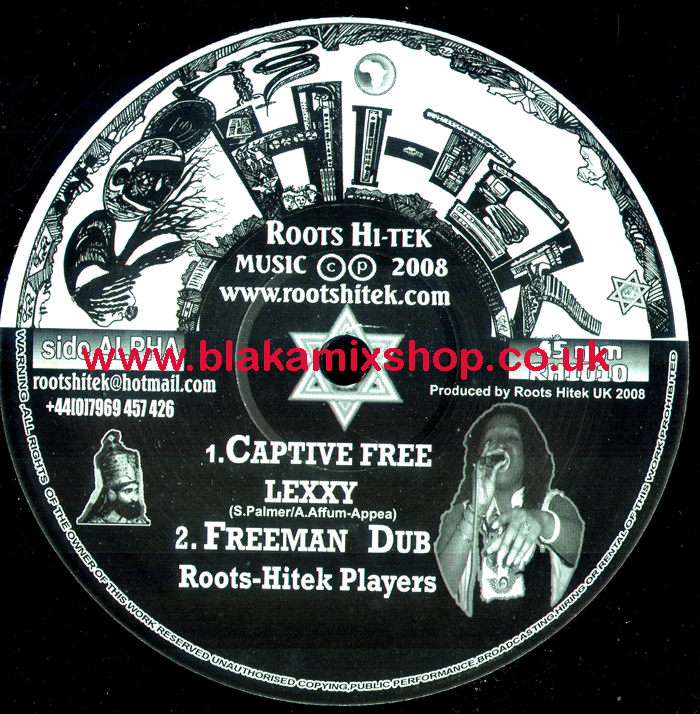 ROOTS
HI-TEK
ROOTS HI-TEK
MUSIC © ℗ 2008
www.rootshitek.com
side ALPHA
45rpm
RH1010
www.blakamixshop.co.uk
rootshitek@hotmail.com
+44[0]7969 457 426
Produced by Roots Hitek UK 2008
1.CAPTIVE FREE
LEXXY
(S.Palmer/A.Affum-Appea)
2. FREEMAN DUB
Roots-Hitek Players
WARNING ALL RIGHTS OF THE OWNER OF THIS WORK RESERVED UNAUTHORISED COPYING,PUBLIC PERFORMANCE,BROADCASTING,HIRING OR RENTAL OF THIS WORK PROHIBITED